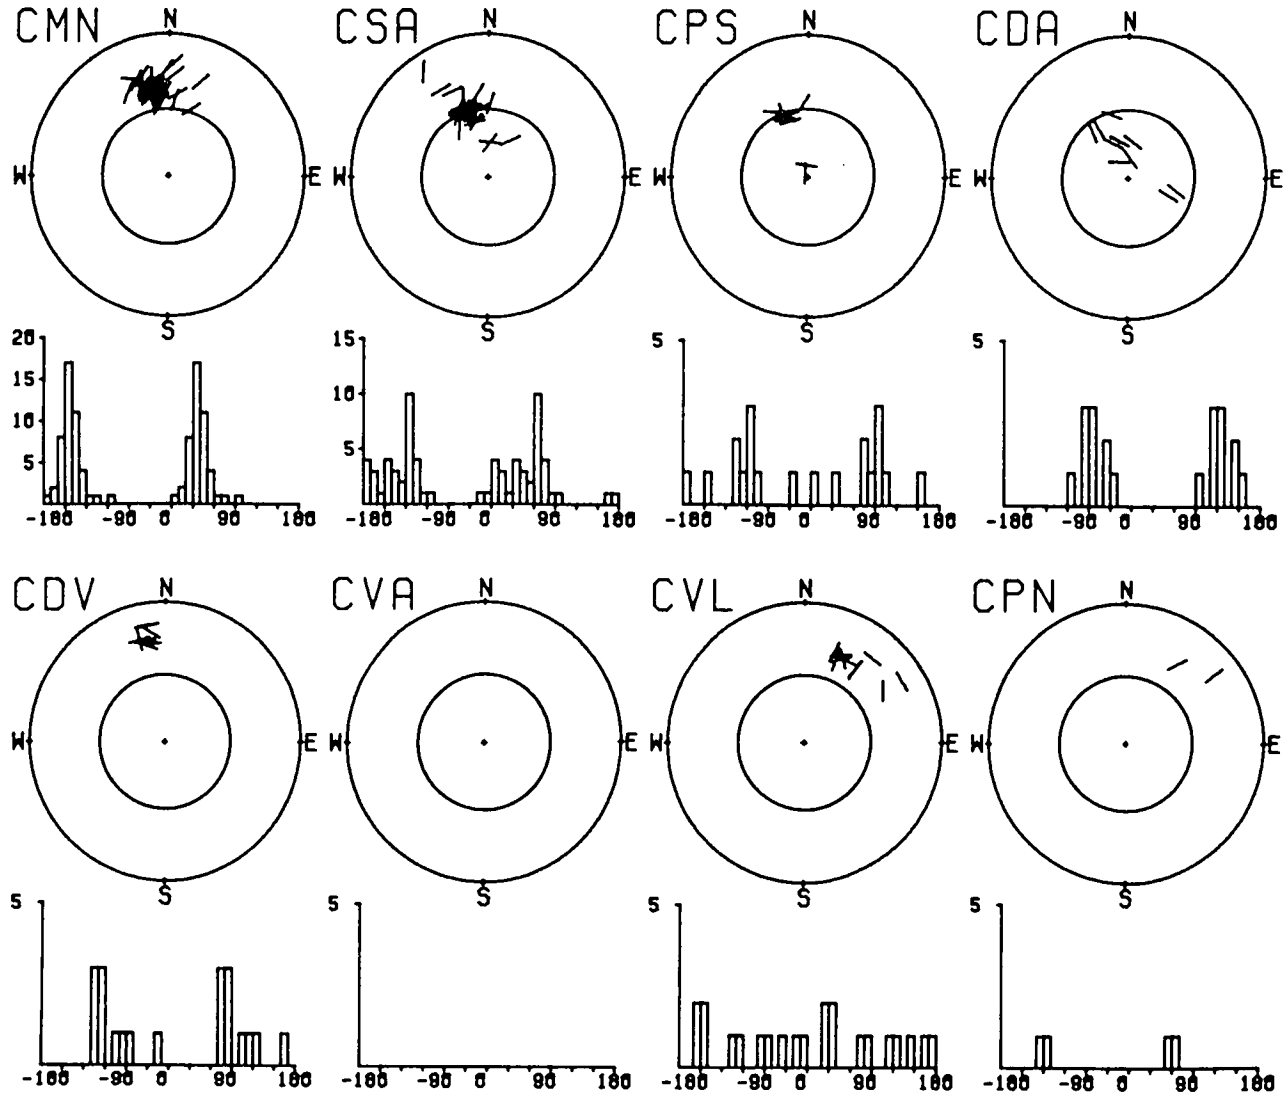 CMN N CSA N CPS N CDA N
W E W E W E W E
S S S S
20 15 5 5
15 10
10 5
5
-180 -90 0 90 180 -180 -90 0 90 180 -180 -90 0 90 180 -180 -90 0 90 180
CDV N CVA N CVL N CPN N
W E W E W E W E
S S S S
5 5 5 5
-180 -90 0 90 180 -180 -90 0 90 180 -180 -90 0 90 180 -180 -90 0 90 180